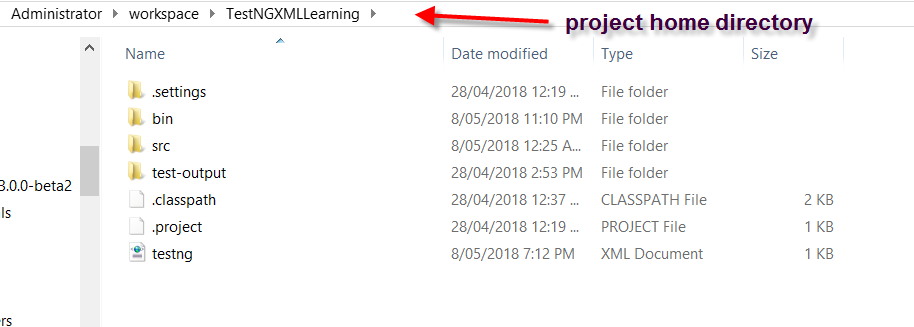 Administrator workspace TestNGXMLLearning
project home directory
Name Date modified Type Size
.settings 28/04/2018 12:19 ... File folder
bin 8/05/2018 11:10 PM File folder
src 8/05/2018 12:25 A... File folder
test-output 28/04/2018 2:53 PM File folder
3.0.0-beta2
.classpath 28/04/2018 12:37 ... CLASSPATH File 2 KB
ls
.project 28/04/2018 12:19 ... PROJECT File 1 KB
testng 8/05/2018 7:12 PM XML Document 1 KB
ers